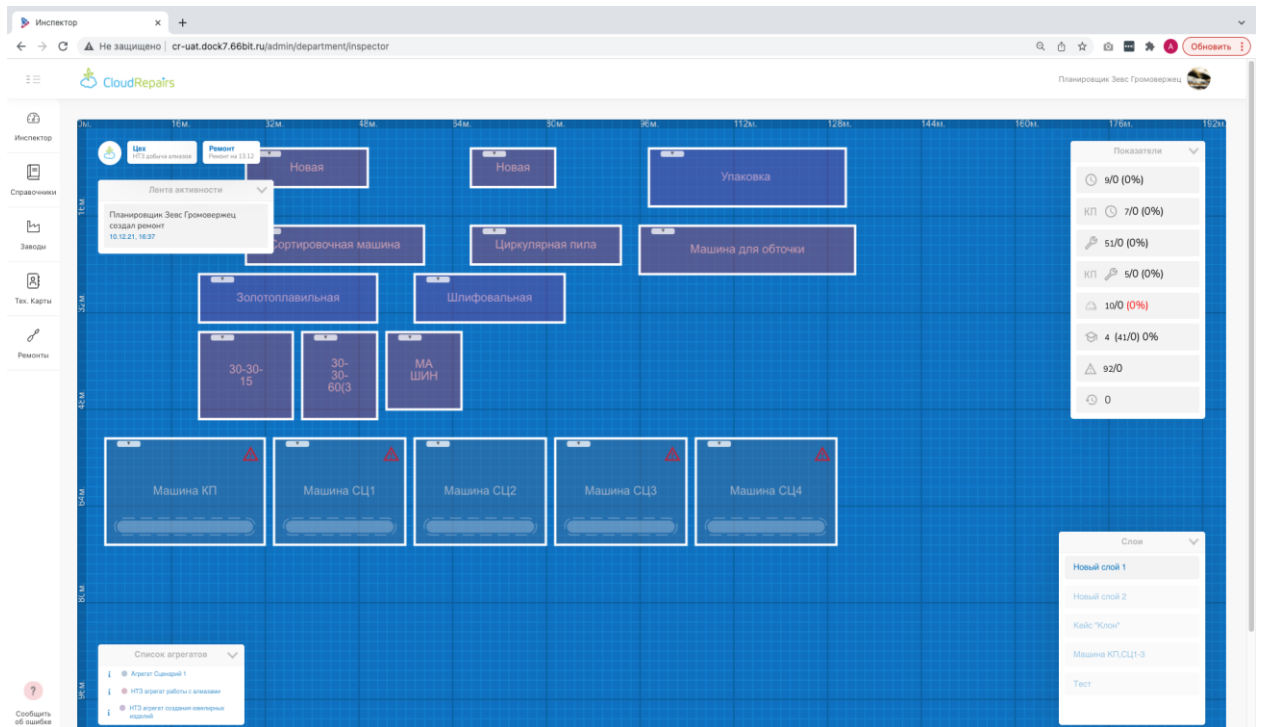 Инспектор
Не защищено | cr-uat.dock7.66bit.ru/admin/department/inspector
Обновить
CloudRepairs
Планировщик Зевс Громовержец
Инспектор
Справочники
Заводы
Тех. Карты
Ремонты
?
Сообщить
об ошибке
0м. 16м. 32м. 48м. 64м. 80м. 96м. 112м. 128м. 144м. 160м. 176м. 192м.
16м.
32м.
48м.
64м.
80м.
96м.
Цех
НТЗ добыча алмазов
Ремонт
Ремонт на 13.12
Лента активности
Планировщик Зевс Громовержец
создал ремонт
10.12.21, 16:37
Новая
Новая
Упаковка
Сортировочная машина
Циркулярная пила
Машина для обточки
Золотоплавильная
Шлифовальная
30-30-
15
30-
30-
60(3
МА
ШИН
Машина КП
Машина СЦ1
Машина СЦ2
Машина СЦ3
Машина СЦ4
Показатели
9/0 (0%)
КП 7/0 (0%)
51/0 (0%)
КП 5/0 (0%)
10/0 (0%)
4 (41/0) 0%
92/0
0
Слои
Новый слой 1
Новый слой 2
Кейс "Клон"
Машина КП,СЦ1-3
Тест
Список агрегатов
i Агрегат Сценарий 1
i НТЗ агрегат работы с алмазами
i НТЗ агрегат создания ювелирных
изделий